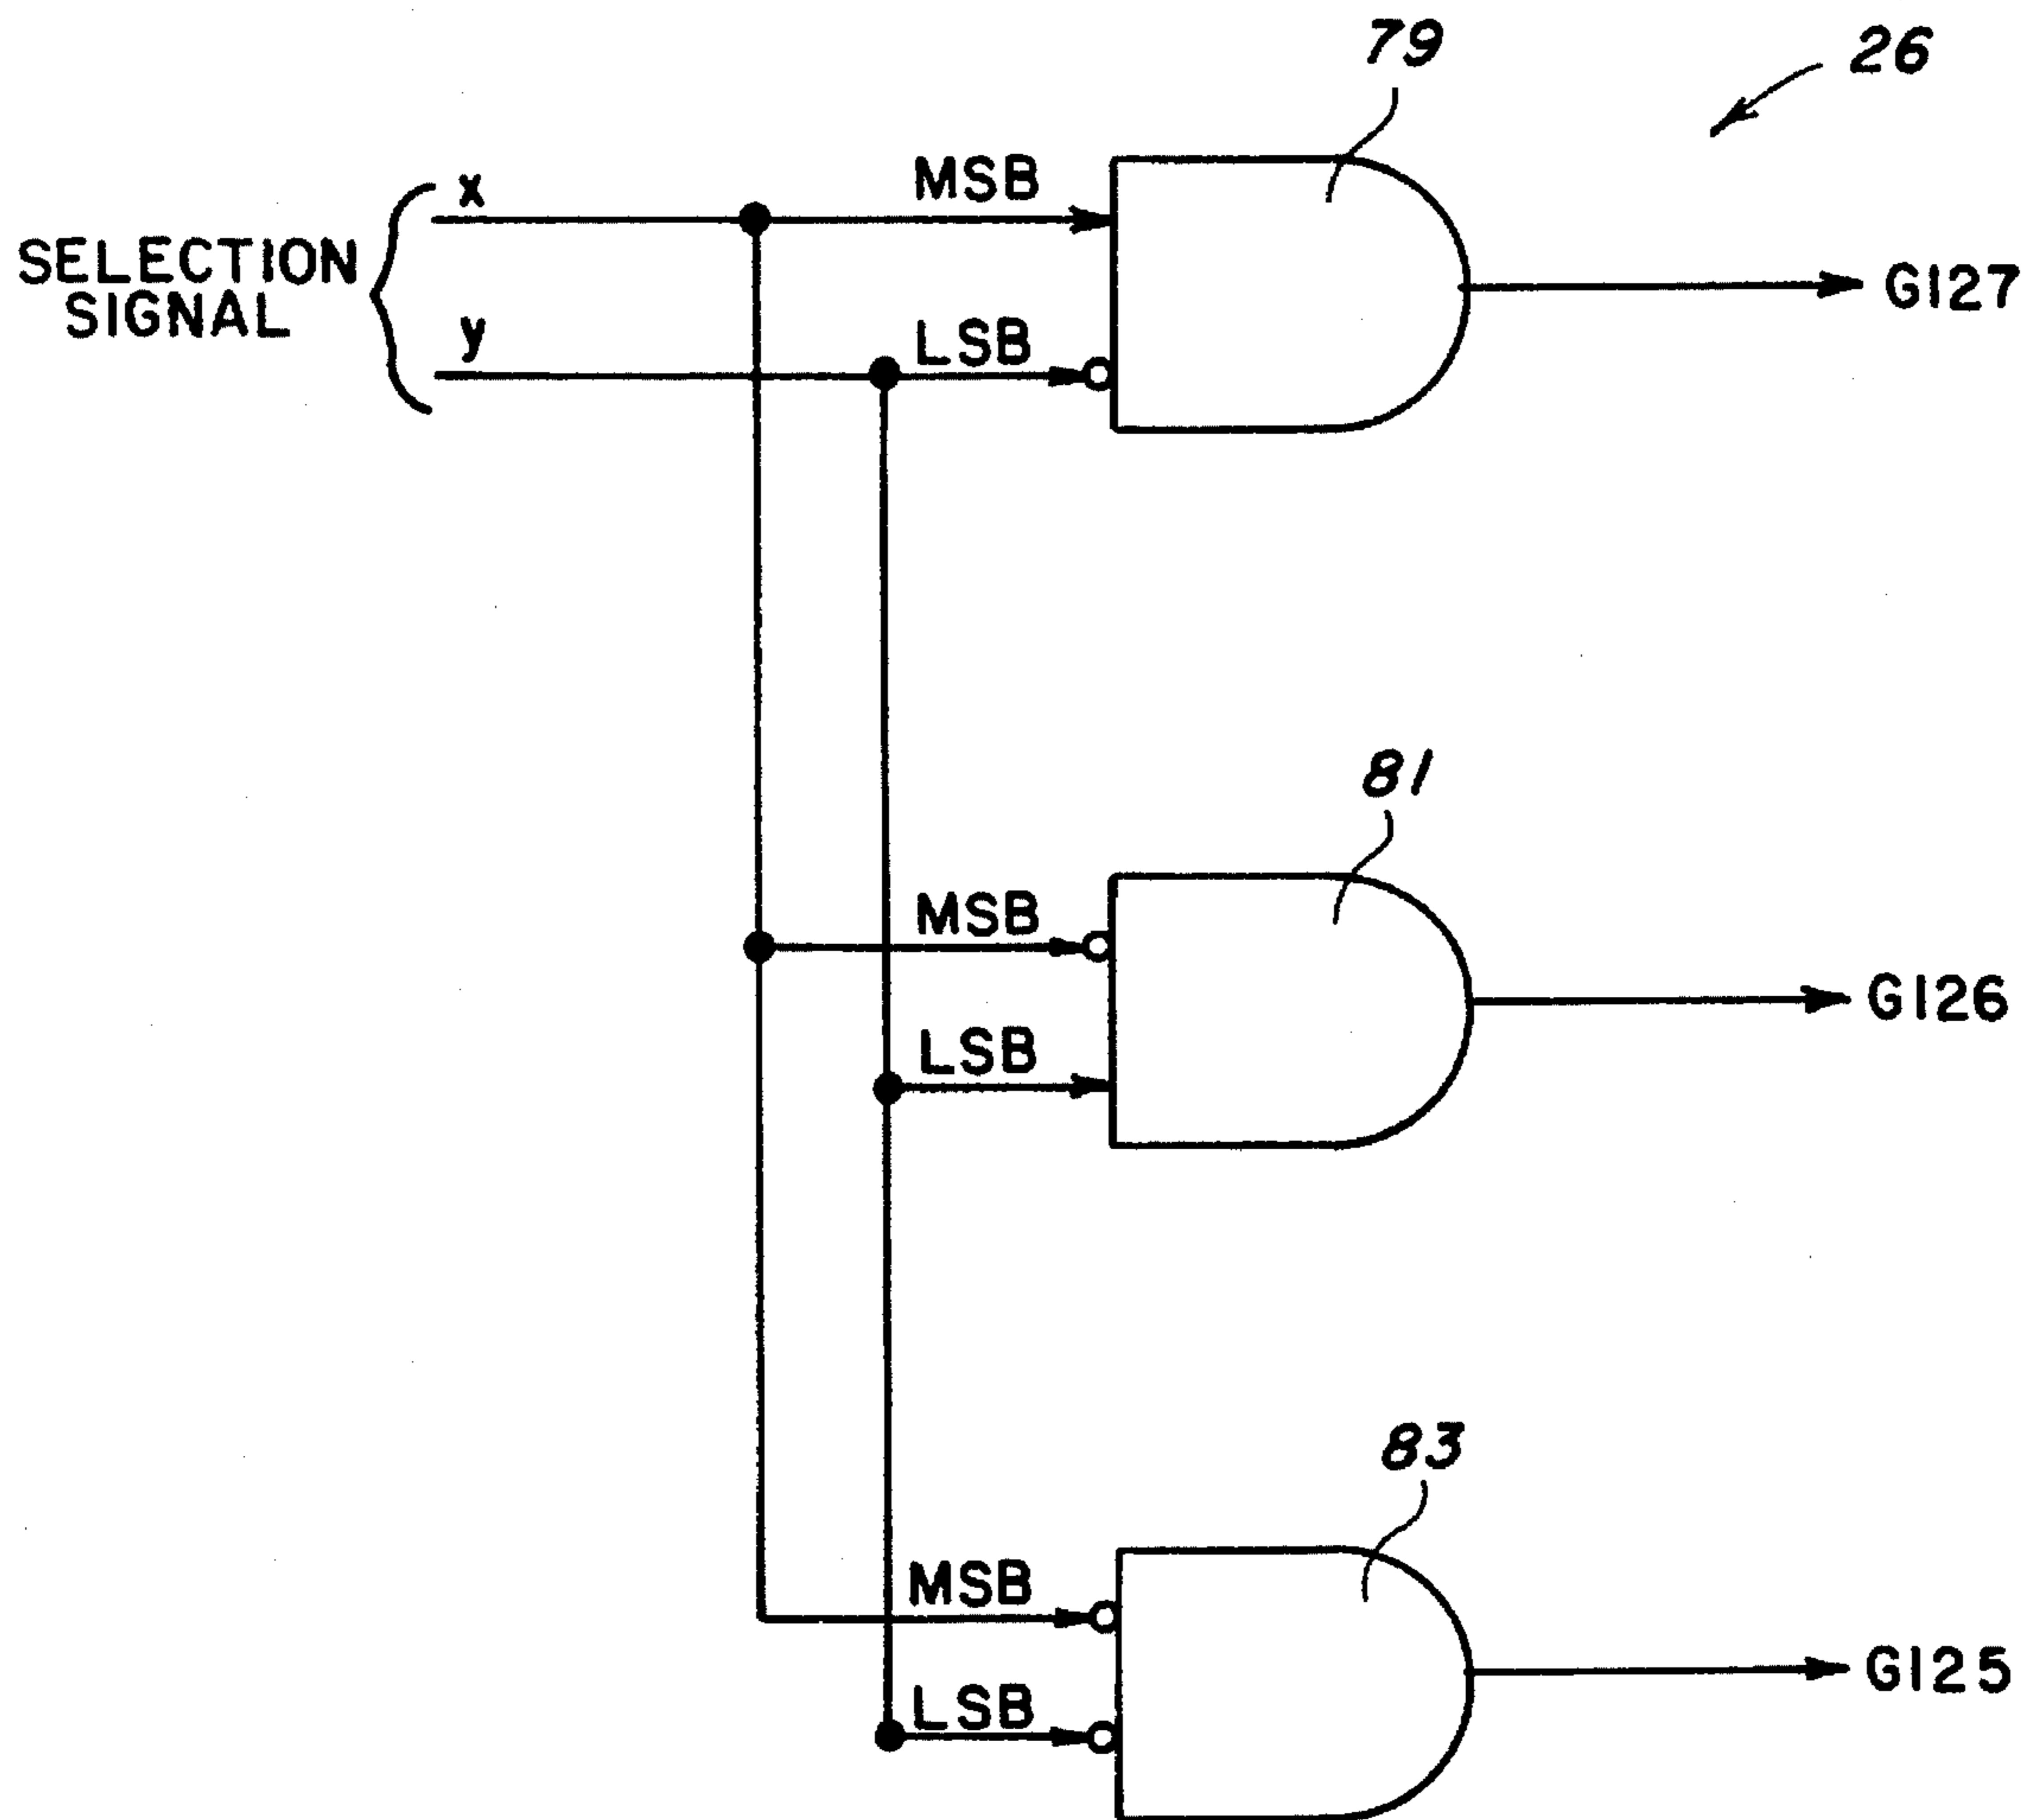 79
26
x
MSB
SELECTION
SIGNAL
G127
y
LSB
81
MSB
G126
LSB
83
MSB
G125
LSB